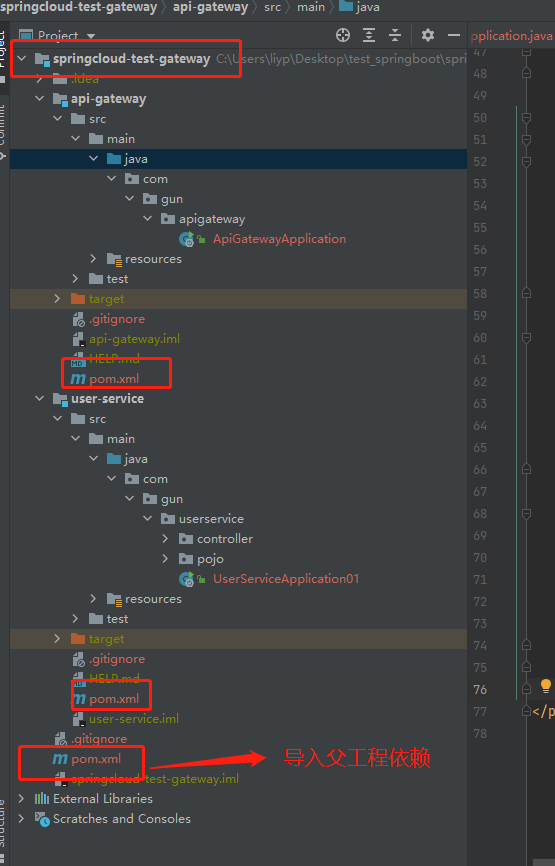 springcloud-test-gateway api-gateway src main java
Project
pplication.java
springcloud-test-gateway C:\Users\liyp\Desktop\test_springboot\spri
.idea
api-gateway
src
main
java
com
gun
apigateway
ApiGatewayApplication
resources
test
target
.gitignore
api-gateway.iml
HELP.md
pom.xml
user-service
src
main
java
com
gun
userservice
controller
pojo
UserServiceApplication01
resources
test
target
.gitignore
HELP.md
pom.xml
user-service.iml
.gitignore
pom.xml
导入父工程依赖
springcloud-test-gateway.iml
External Libraries
Scratches and Consoles
47
48
49
50
51
52
53
54
55
56
57
58
59
60
61
62
63
64
65
66
67
68
69
70
71
72
73
74
75
76
77 </p
78
Project